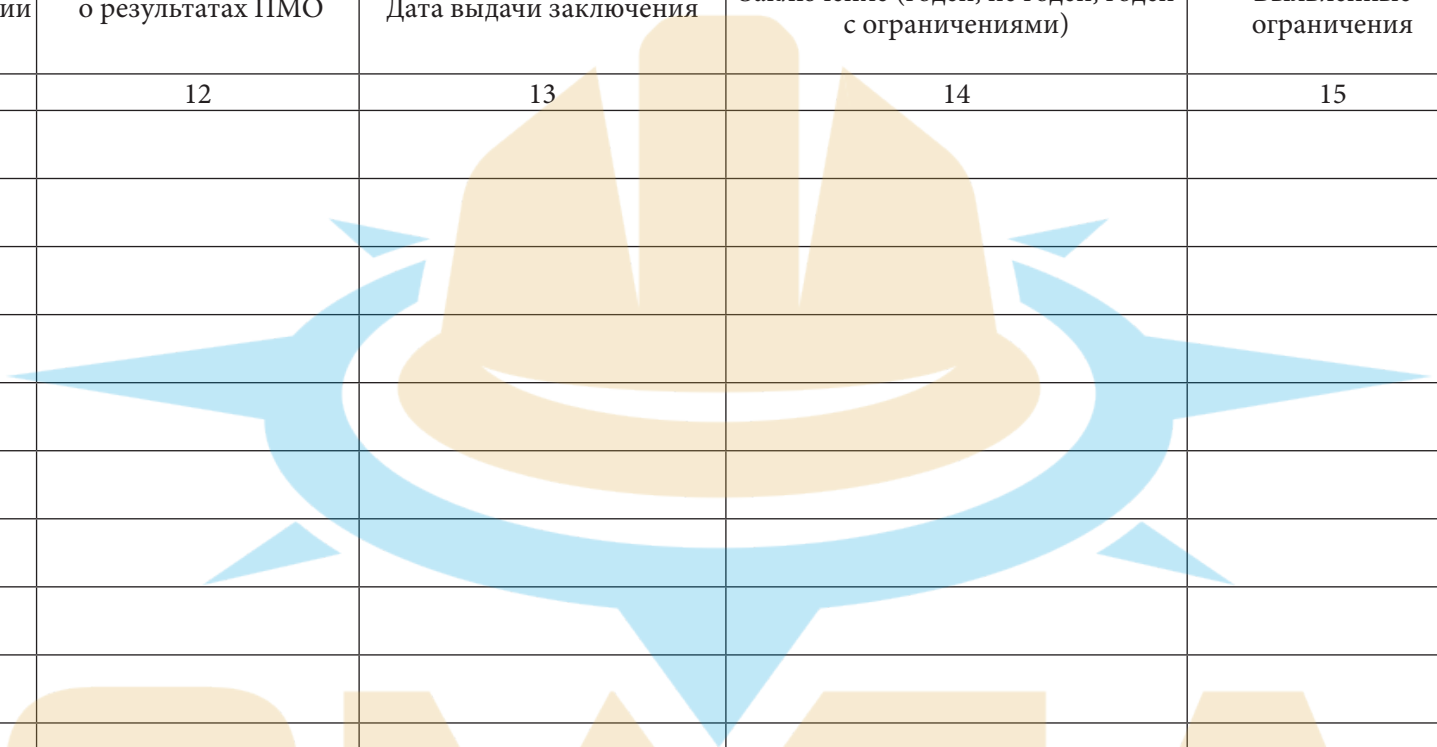 ии
о результатах ПМО
Дата выдачи заключения
с ограничениями)
ограничения
12
13
14
15